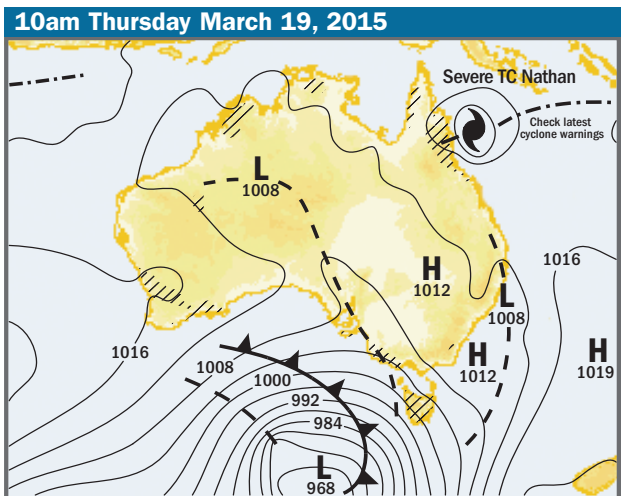 10am Thursday March 19, 2015
Severe TC Nathan
Check latest
cyclone warnings
L
1008
H
1012
1016
L
1008
H
1012
H
1019
1016
1008
1000
992
984
L
968